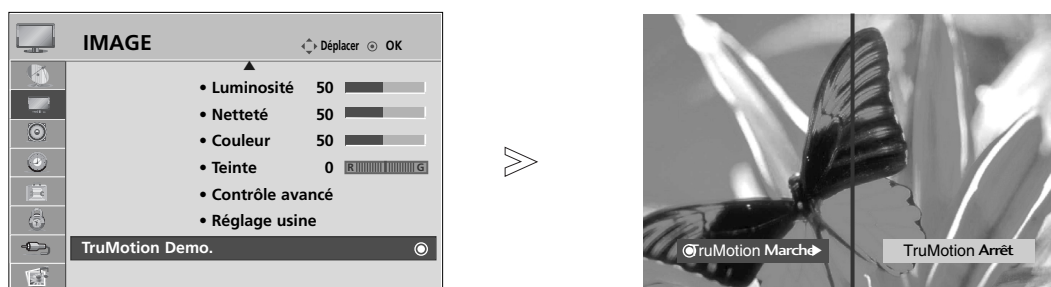 IMAGE
Déplacer OK
• Luminosité 50
• Netteté 50
• Couleur 50
• Teinte 0 R G
• Contrôle avancé
• Réglage usine
TruMotion Demo.
TruMotion Marche
TruMotion Arrêt